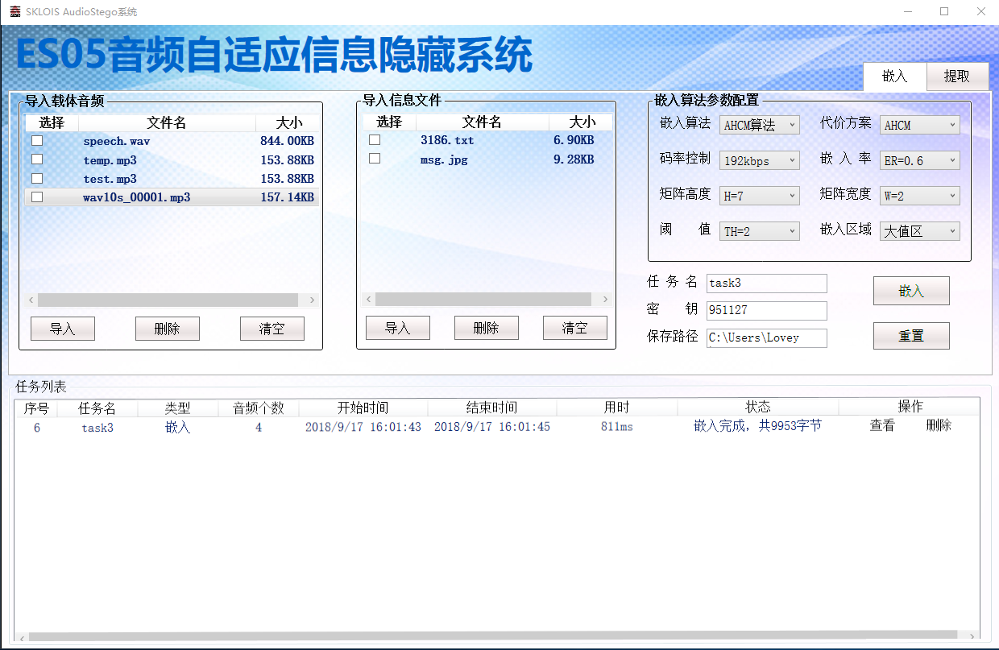 SKLOIS AudioStego系统
ES05音频自适应信息隐藏系统
嵌入 提取
导入载体音频
选择 文件名 大小
speech.wav 844.00KB
temp.mp3 153.88KB
test.mp3 153.88KB
wav10s_00001.mp3 157.14KB
导入 删除 清空
导入信息文件
选择 文件名 大小
3186.txt 6.90KB
msg.jpg 9.28KB
导入 删除 清空
嵌入算法参数配置
嵌入算法 AHCM算法 代价方案 AHCM
码率控制 192kbps 嵌 入 率 ER=0.6
矩阵高度 H=7 矩阵宽度 W=2
阈 值 TH=2 嵌入区域 大值区
任 务 名 task3 嵌入
密 钥 951127
保存路径 C:\Users\Lovey 重置
任务列表
序号 任务名 类型 音频个数 开始时间 结束时间 用时 状态 操作
6 task3 嵌入 4 2018/9/17 16:01:43 2018/9/17 16:01:45 811ms 嵌入完成，共9953字节 查看 删除